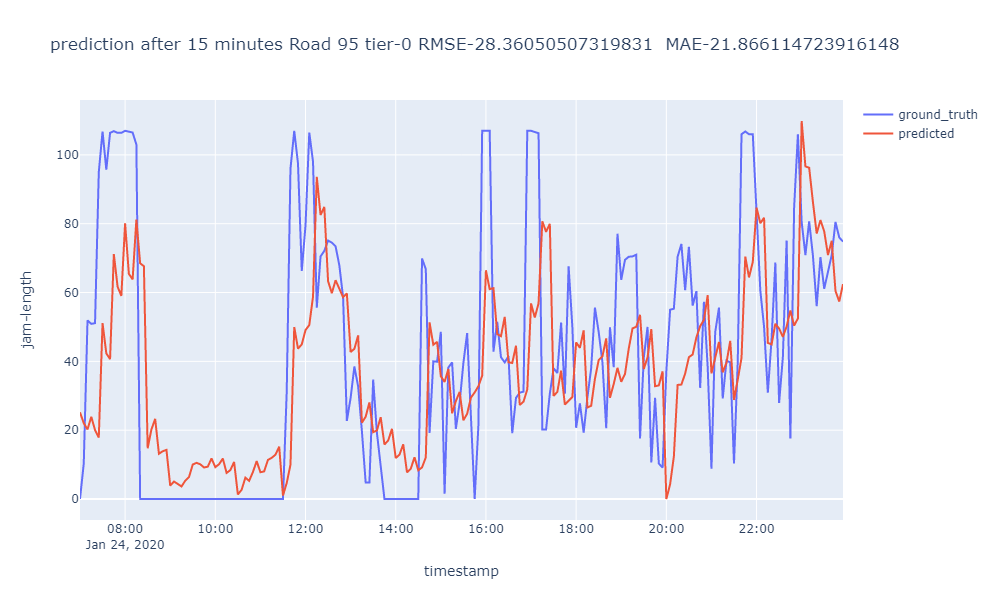 prediction after 15 minutes Road 95 tier-0 RMSE-28.36050507319831  MAE-21.866114723916148
ground_truth
predicted
jam-length
100
80
60
40
20
0
08:00 10:00 12:00 14:00 16:00 18:00 20:00 22:00
Jan 24, 2020
timestamp